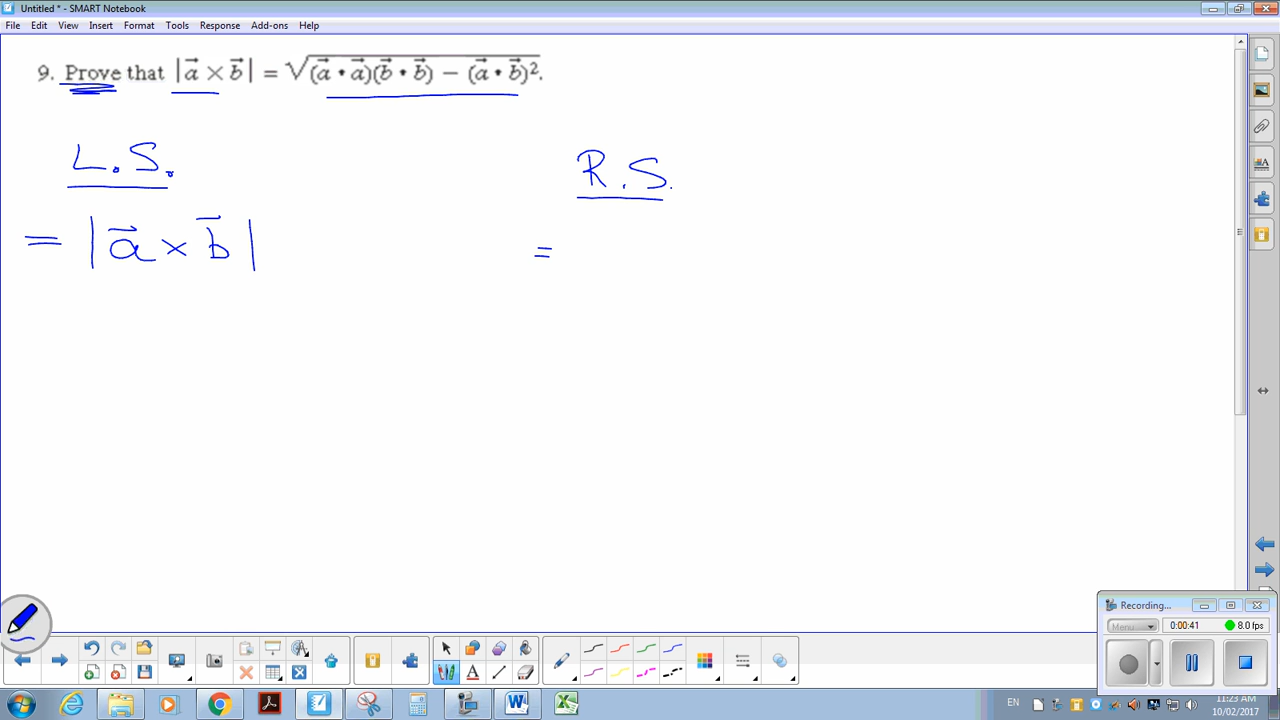 Untitled * - SMART Notebook
File Edit View Insert Format Tools Response Add-ons Help
9. Prove that |a⃗ × b⃗| = √(a⃗ • a⃗)(b⃗ • b⃗) − (a⃗ • b⃗)².
L.S.
R.S.
= |a⃗ × b⃗|
=
Recording...
Menu 0:00:41 8.0 fps
EN
11:23 AM
10/02/2017